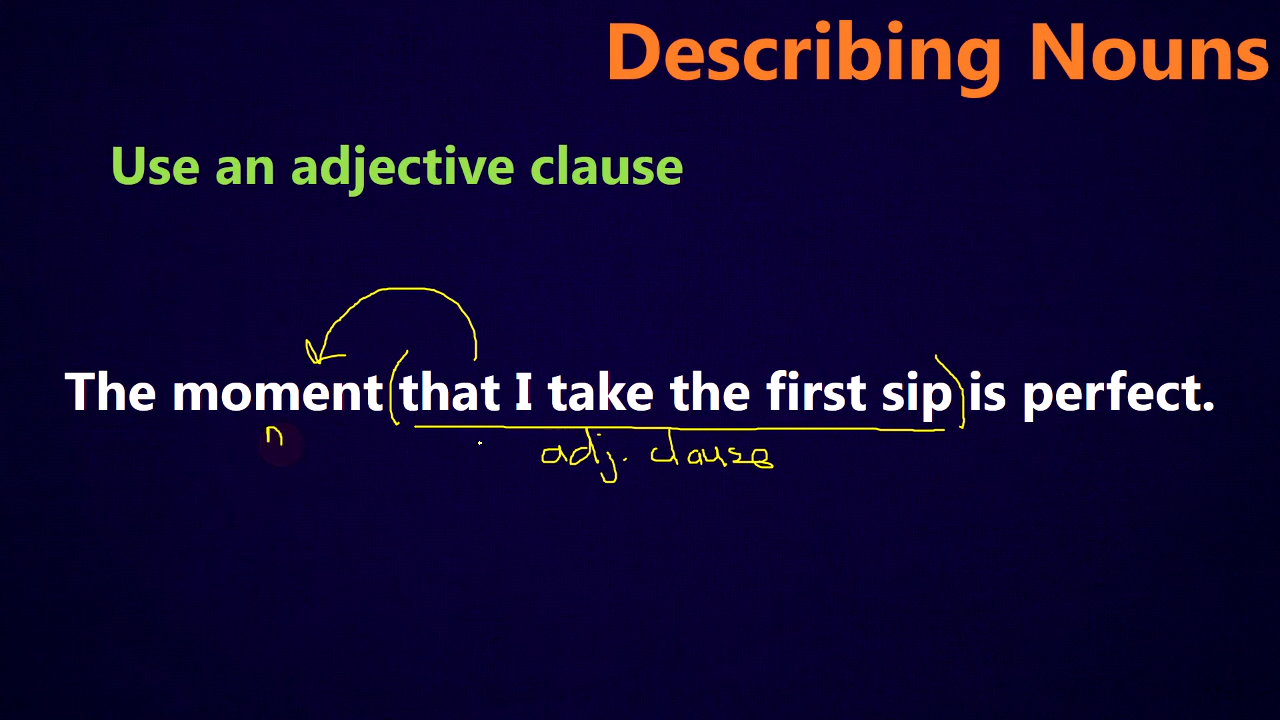 Describing Nouns
Use an adjective clause
The moment (that I take the first sip) is perfect.
n
adj. clause